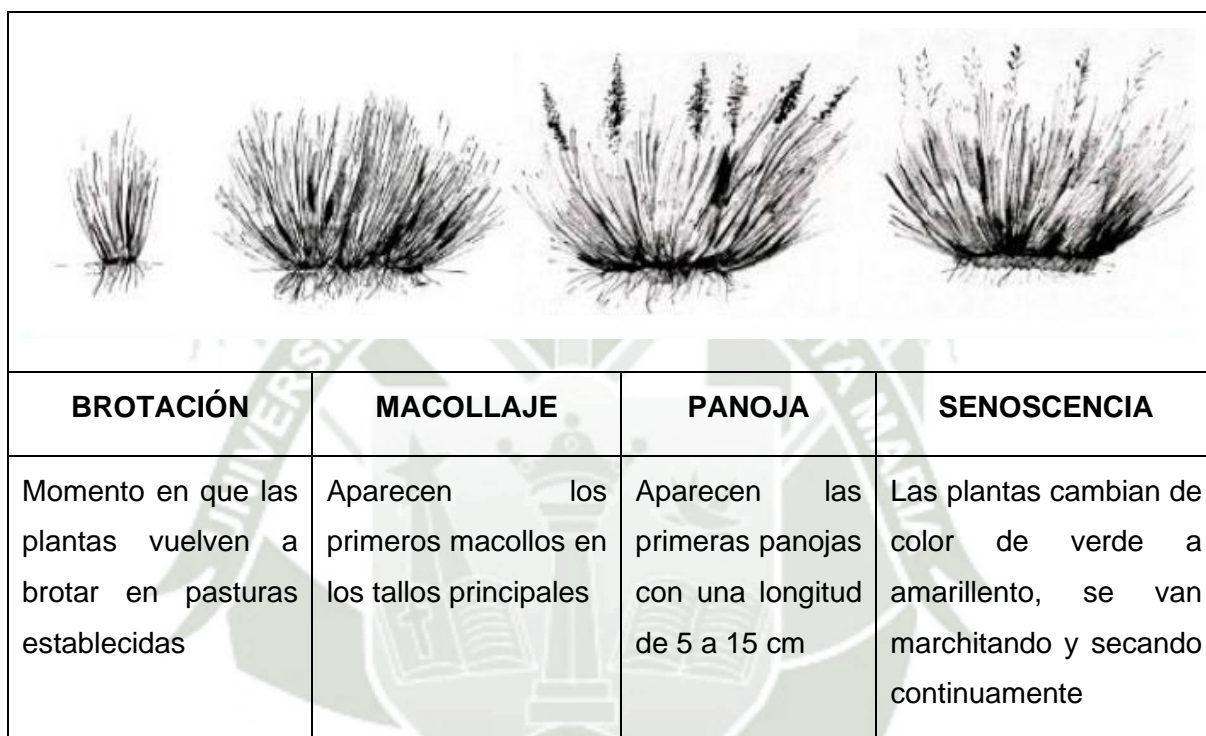 BROTACIÓN
MACOLLAJE
PANOJA
SENOSCENCIA
Momento en que las
plantas vuelven a
brotar en pasturas
establecidas
Aparecen los
primeros macollos en
los tallos principales
Aparecen las
primeras panojas
con una longitud
de 5 a 15 cm
Las plantas cambian de
color de verde a
amarillento, se van
marchitando y secando
continuamente